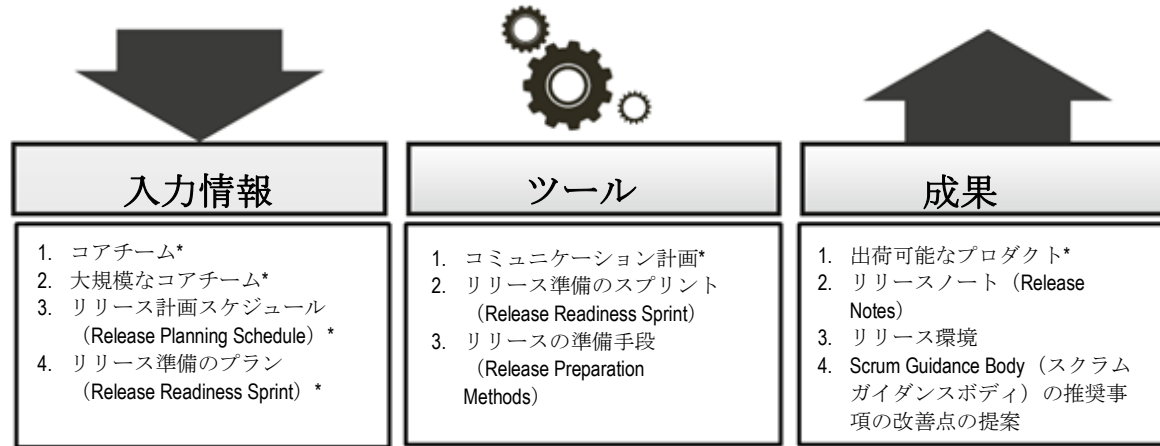 入力情報
1. コアチーム*
2. 大規模なコアチーム*
3. リリース計画スケジュール
（Release Planning Schedule）*
4. リリース準備のプラン
（Release Readiness Sprint）*
ツール
1. コミュニケーション計画*
2. リリース準備のスプリント
（Release Readiness Sprint）
3. リリースの準備手段
（Release Preparation
Methods）
成果
1. 出荷可能なプロダクト*
2. リリースノート（Release
Notes）
3. リリース環境
4. Scrum Guidance Body（スクラム
ガイダンスボディ）の推奨事
項の改善点の提案